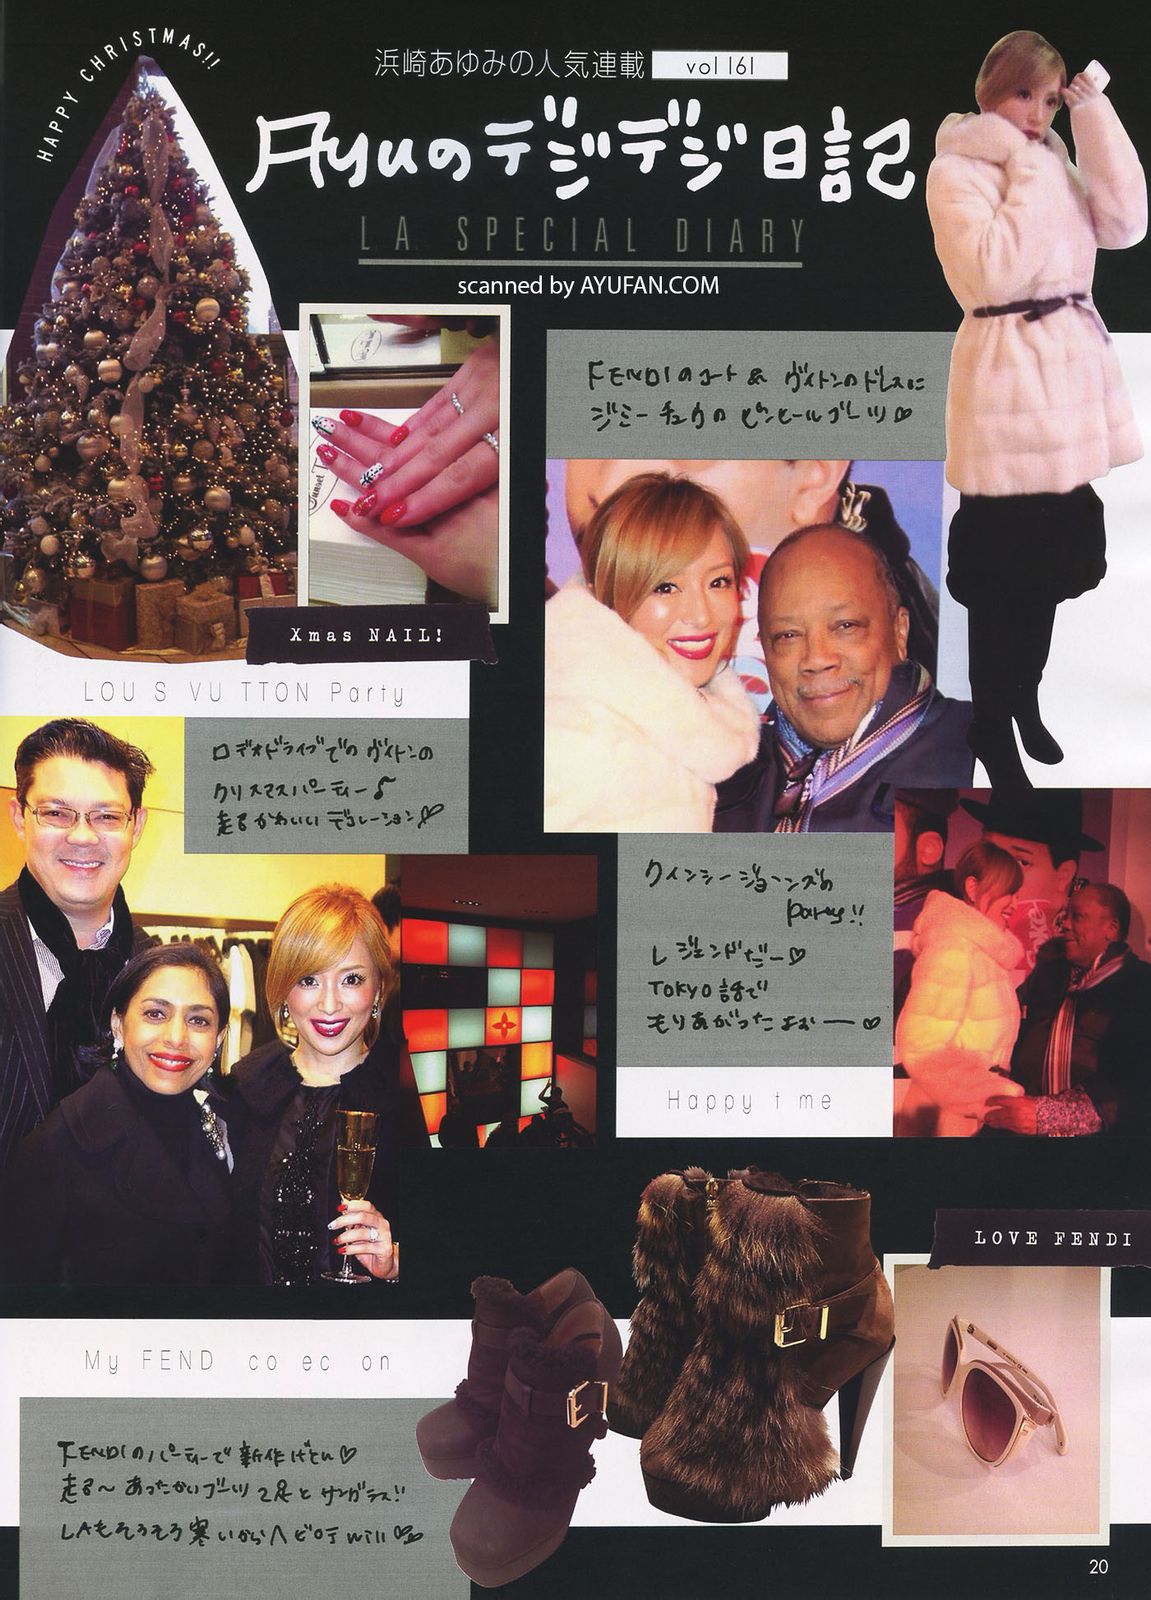 HAPPY CHRISTMAS!!
浜崎あゆみの人気連載 vol 161
Ayuのデジデジ日記
L.A. SPECIAL DIARY
scanned by AYUFAN.COM
FENDIのコート & ヴィトンのドレスに
ジミーチュウのピンヒールブーツ♡
Xmas NAIL!
LOU S VU TTON Party
ロデオドライブでのヴィトンの
クリスマスパーティー♪
走るかわいいデコレーション♡
クインシージョーンズの
party!!
レジェンドだー♡
TOKYO話で
もりあがったよぉー♡
Happy t me
LOVE FENDI
My FEND co ec on
FENDIのパーティーで新作げとぉ♡
走る〜あったかいブーツ2足とサングラス!!
LAもそろそろ寒いからヘビロテwill♡
20